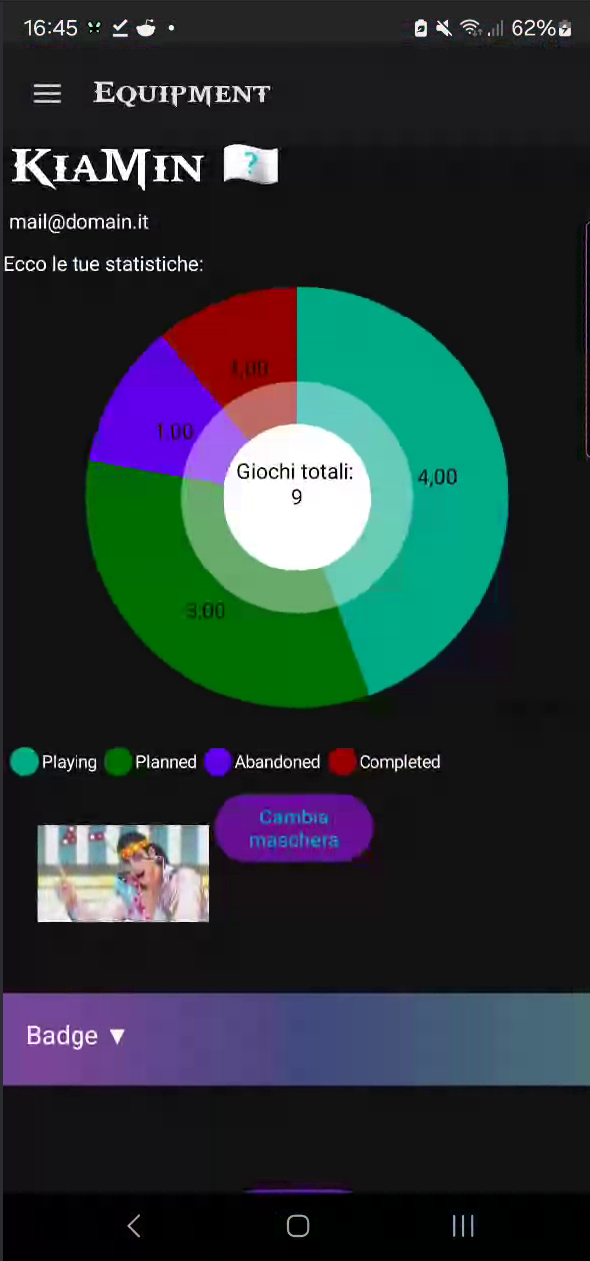 16:45
62%
Equipment
KiaMin ?
mail@domain.it
Ecco le tue statistiche:
1,00
1,00
Giochi totali:
9
4,00
3,00
Playing Planned Abandoned Completed
Cambia
maschera
Badge ▼